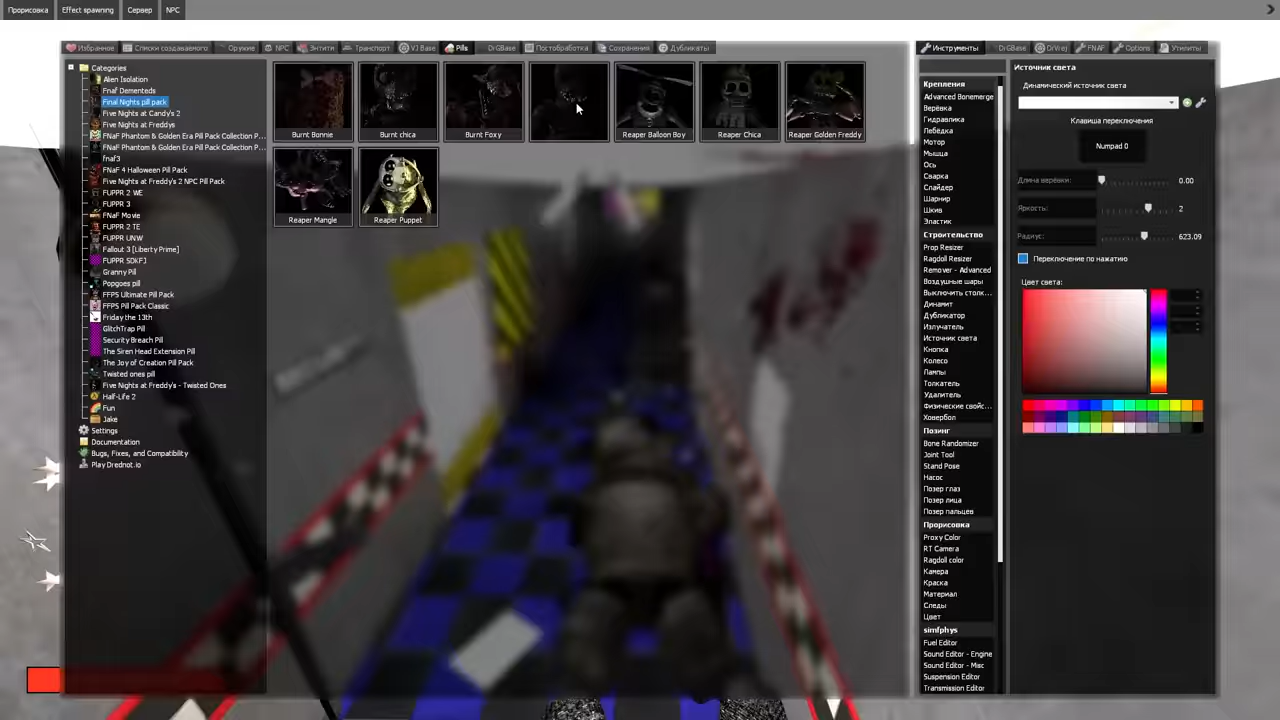 Прорисовка Effect spawning Сервер NPC
Избранное Списки создаваемого Оружие NPC Энтити Транспорт VJ Base Pills DrGBase Постобработка Сохранения Дубликаты
Categories
Alien Isolation
Fnaf Dementeds
Final Nights pill pack
Five Nights at Candy's 2
Five Nights at Freddys
FNaF Phantom & Golden Era Pill Pack Collection P...
FNaF Phantom & Golden Era Pill Pack Collection P...
fnaf3
FNAF 4 Halloween Pill Pack
Five Nights at Freddy's 2 NPC Pill Pack
FUPPR 2 WE
FUPPR 3
FNaF Movie
FUPPR 2 TE
FUPPR UNW
Fallout 3 [Liberty Prime]
FUPPR SDKFJ
Granny Pill
Popgoes pill
FFPS Ultimate Pill Pack
FFPS Pill Pack Classic
Friday the 13th
GlitchTrap Pill
Security Breach Pill
The Siren Head Extension Pill
The Joy of Creation Pill Pack
Twisted ones pill
Five Nights at Freddy's - Twisted Ones
Half-Life 2
Fun
Jake
Settings
Documentation
Bugs, Fixes, and Compatibility
Play Drednot.io
Burnt Bonnie Burnt chica Burnt Foxy Reaper Balloon Boy Reaper Chica Reaper Golden Freddy
Reaper Mangle Reaper Puppet
Инструменты DrGBase FNAF Options Утилиты
Крепления
Advanced Bonemerge
Верёвка
Гидравлика
Лебёдка
Мотор
Мышца
Ось
Сварка
Слайдер
Шарнир
Шкив
Эластик
Строительство
Prop Resizer
Ragdoll Resizer
Remover - Advanced
Воздушные шары
Выключить столк...
Динамит
Дубликатор
Излучатель
Источник света
Кнопка
Колесо
Лампы
Толкатель
Удалитель
Физические свойс...
Ховербол
Позинг
Bone Randomizer
Joint Tool
Stand Pose
Насос
Позер глаз
Позер лица
Позер пальцев
Прорисовка
Proxy Color
RT Camera
Ragdoll color
Камера
Краска
Материал
Следы
Цвет
simfphys
Fuel Editor
Sound Editor - Engine
Sound Editor - Misc
Suspension Editor
Transmission Editor
Источник света
Динамический источник света
Клавиша переключения
Numpad 0
Длина верёвки: 0.00
Яркость: 2
Радиус: 623.09
Переключение по нажатию
Цвет света: